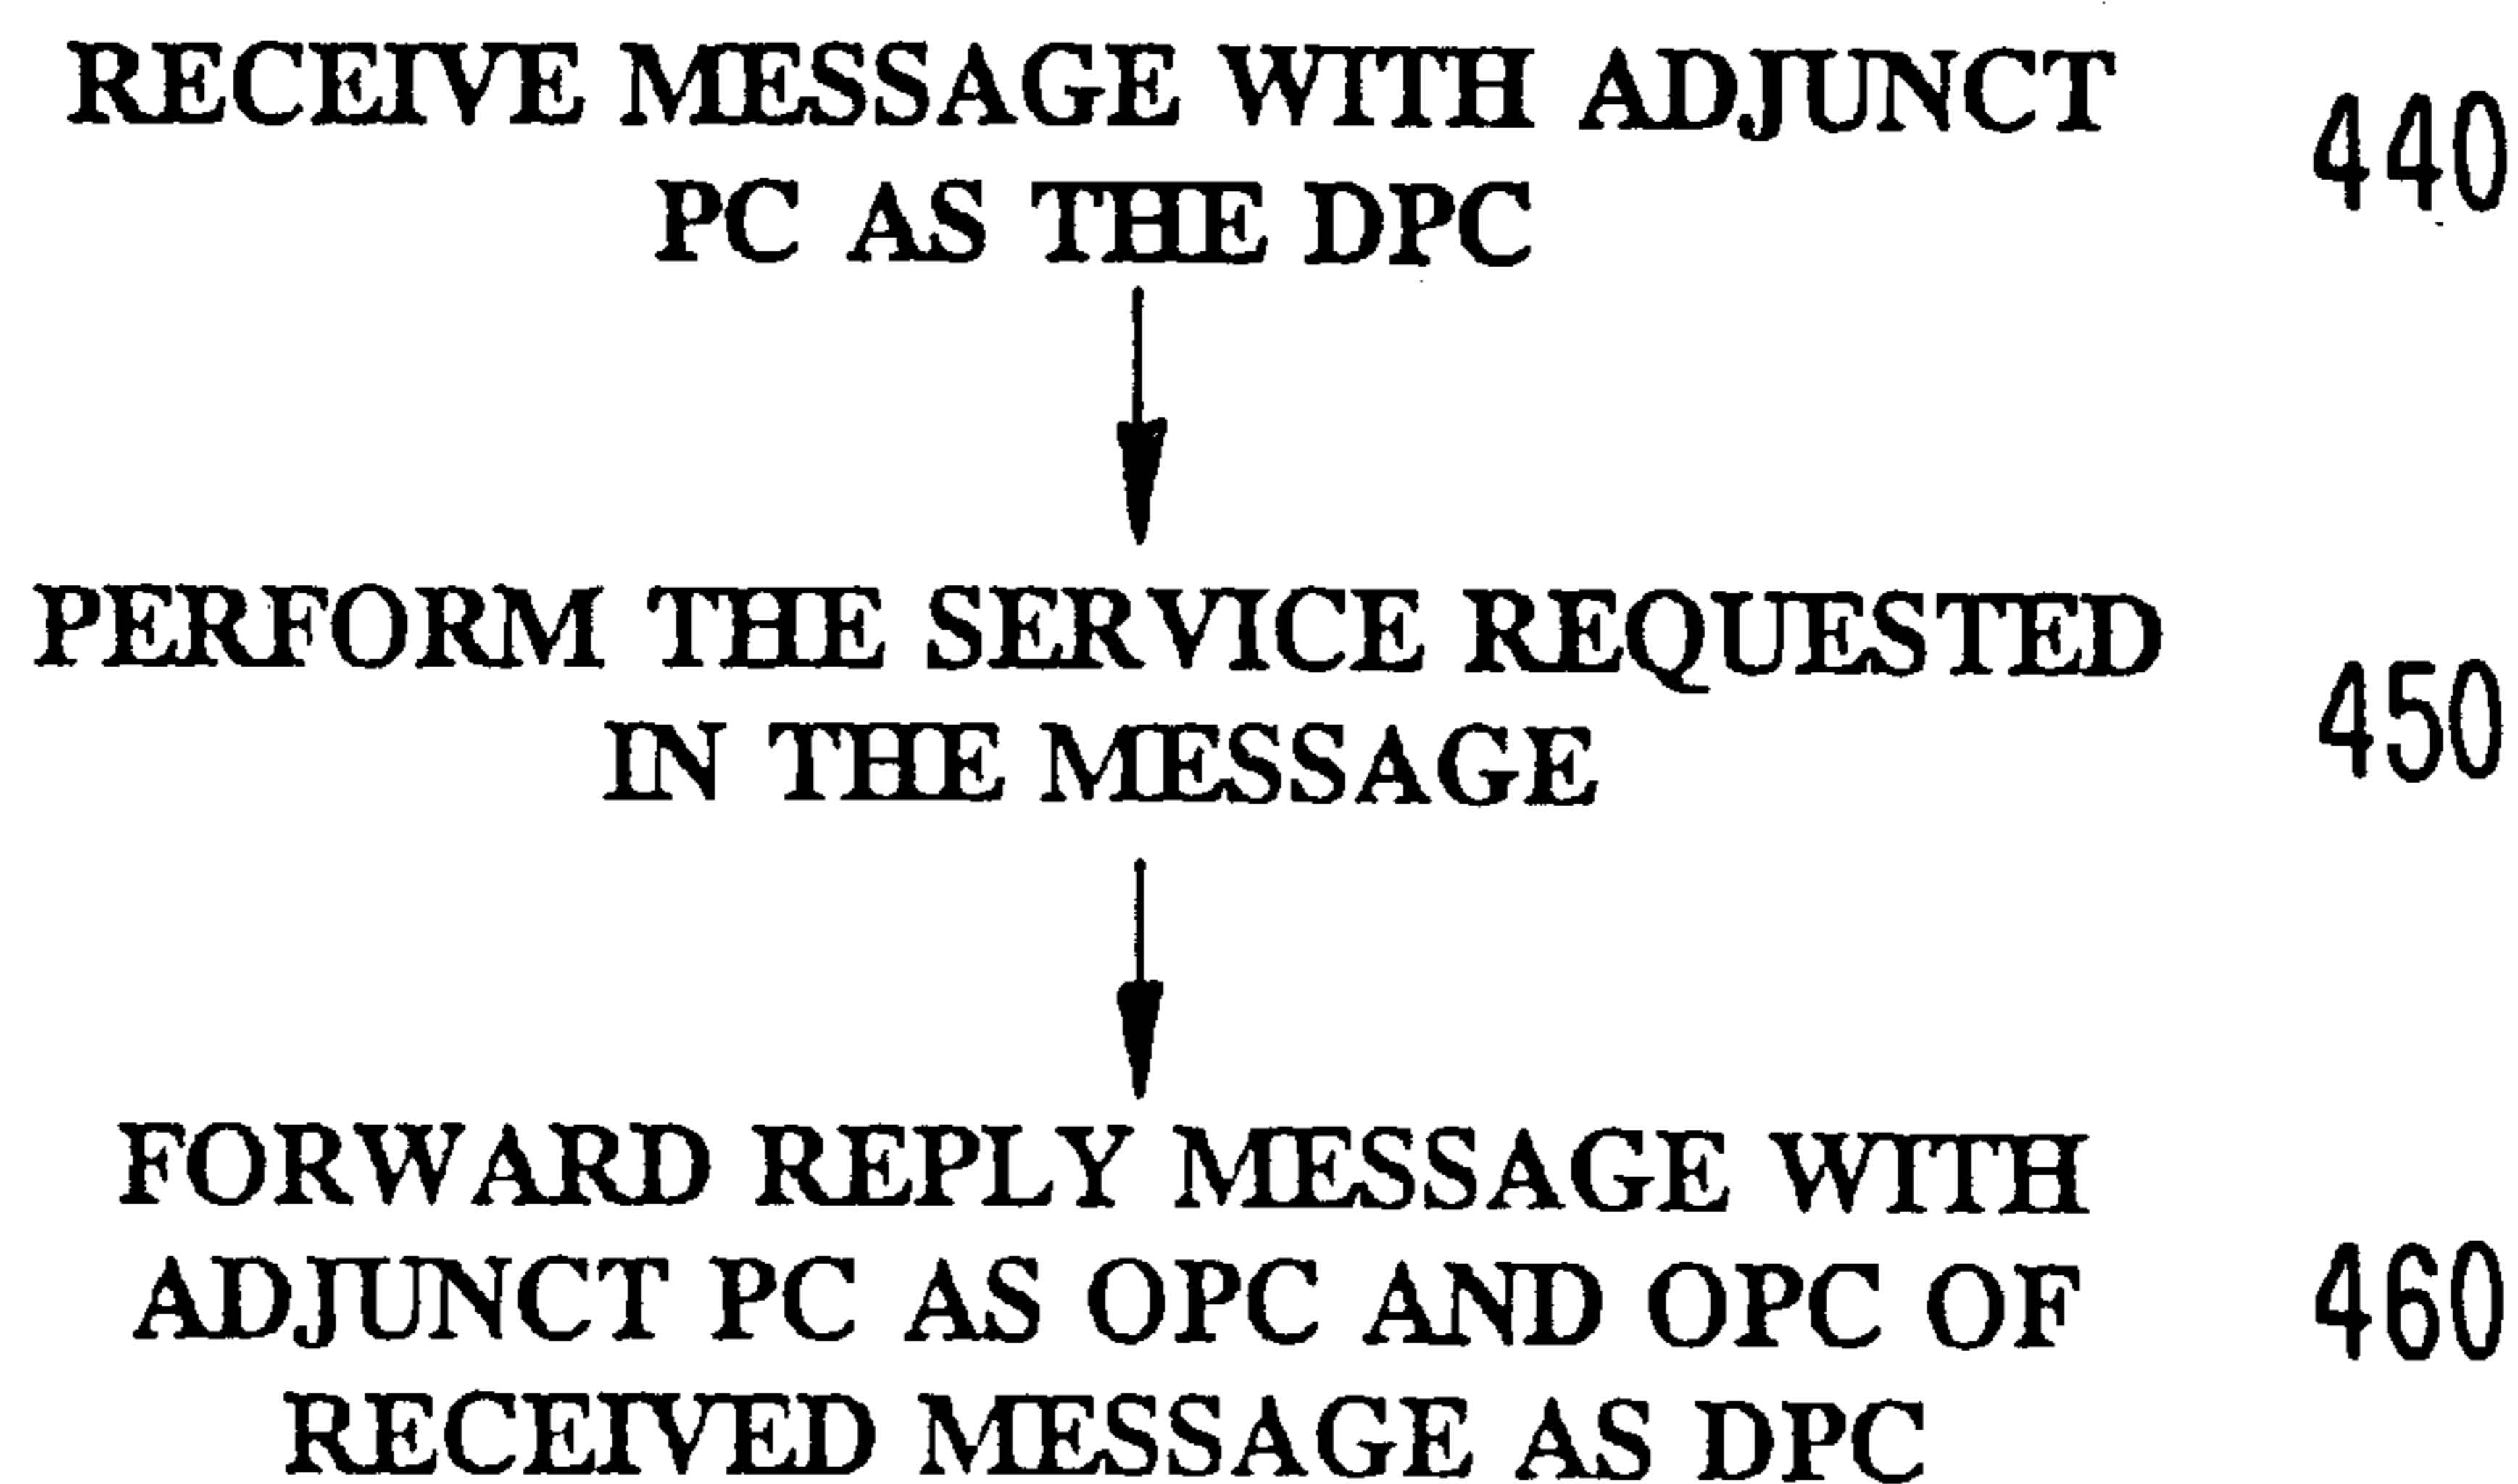 RECEIVE MESSAGE WITH ADJUNCT
PC AS THE DPC
440
PERFORM THE SERVICE REQUESTED
IN THE MESSAGE
450
FORWARD REPLY MESSAGE WITH
ADJUNCT PC AS OPC AND OPC OF
RECEIVED MESSAGE AS DPC
460